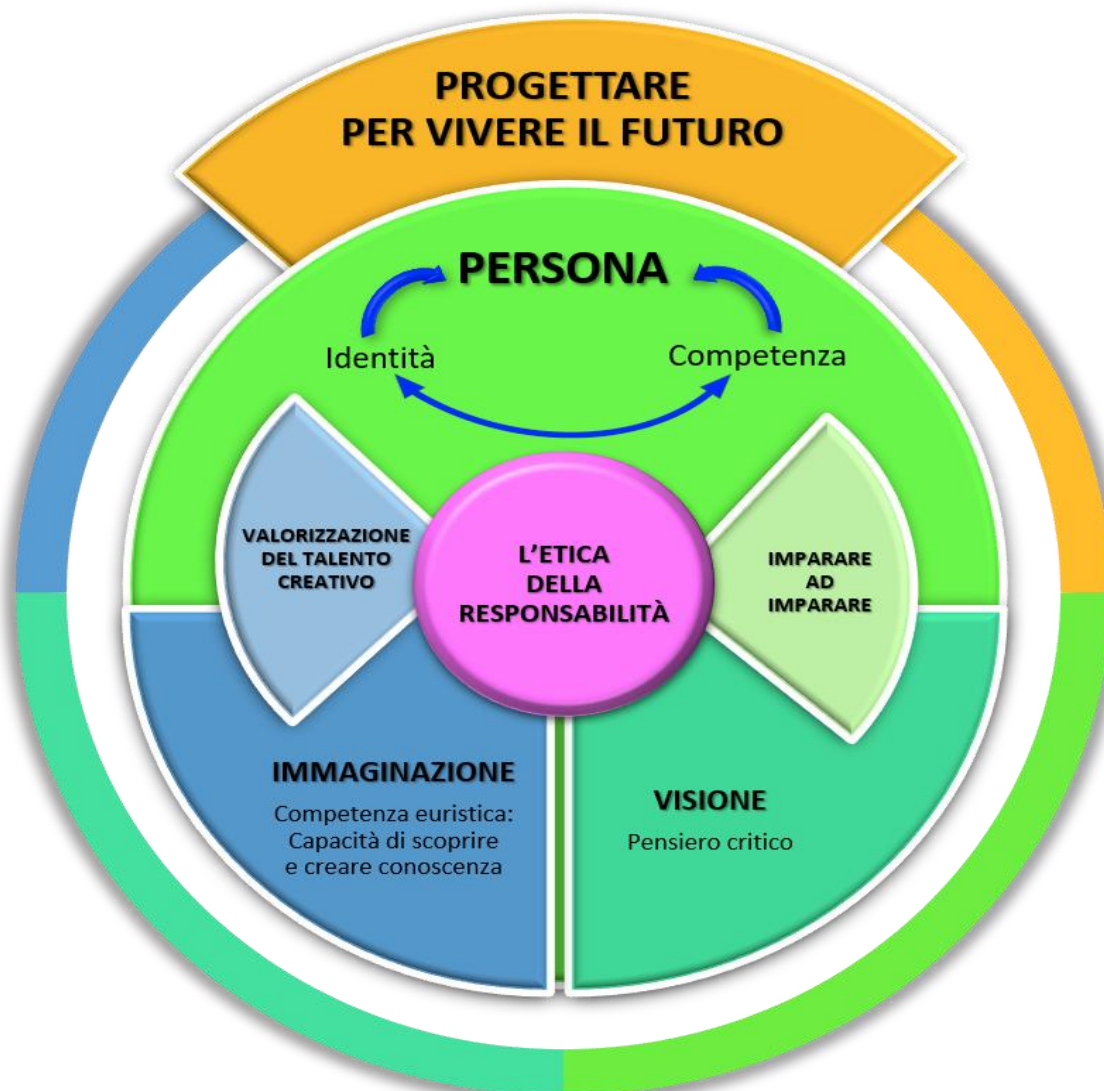 PROGETTARE
PER VIVERE IL FUTURO
PERSONA
Identità
Competenza
VALORIZZAZIONE
DEL TALENTO
CREATIVO
L'ETICA
DELLA
RESPONSABILITÀ
IMPARARE
AD
IMPARARE
IMMAGINAZIONE
Competenza euristica:
Capacità di scoprire
e creare conoscenza
VISIONE
Pensiero critico